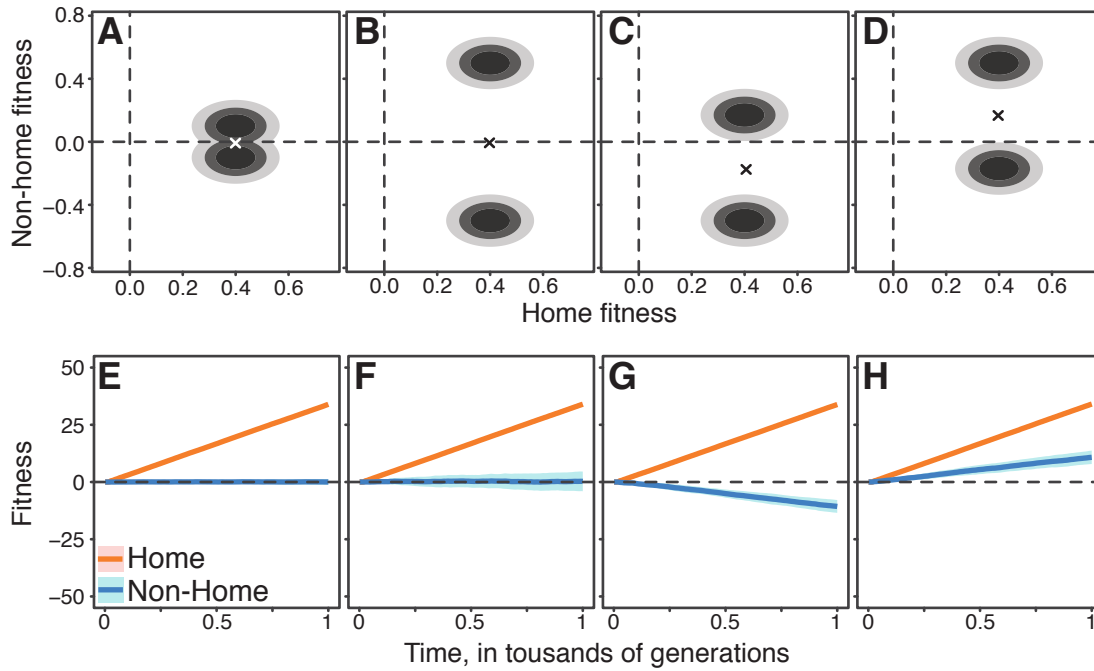 A B C D
0.8
0.4
0.0
−0.4
−0.8
Non-home fitness
0.0 0.2 0.4 0.6 0.0 0.2 0.4 0.6 0.0 0.2 0.4 0.6 0.0 0.2 0.4 0.6
Home fitness
E F G H
50
25
0
−25
−50
Fitness
Home
Non-Home
0 0.5 1 0 0.5 1 0 0.5 1 0 0.5 1
Time, in tousands of generations